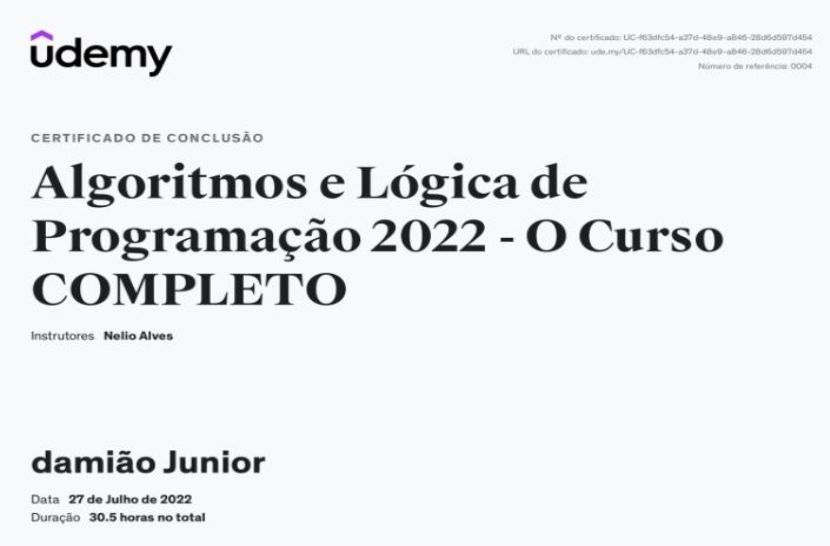 udemy
Nº do certificado: UC-f63dfc54-a37d-48e9-a846-28d6d597d454
URL do certificado: ude.my/UC-f63dfc54-a37d-48e9-a846-28d6d597d454
Número de referência: 0004
CERTIFICADO DE CONCLUSÃO
Algoritmos e Lógica de
Programação 2022 - O Curso
COMPLETO
Instrutores Nelio Alves
damião Junior
Data 27 de Julho de 2022
Duração 30.5 horas no total